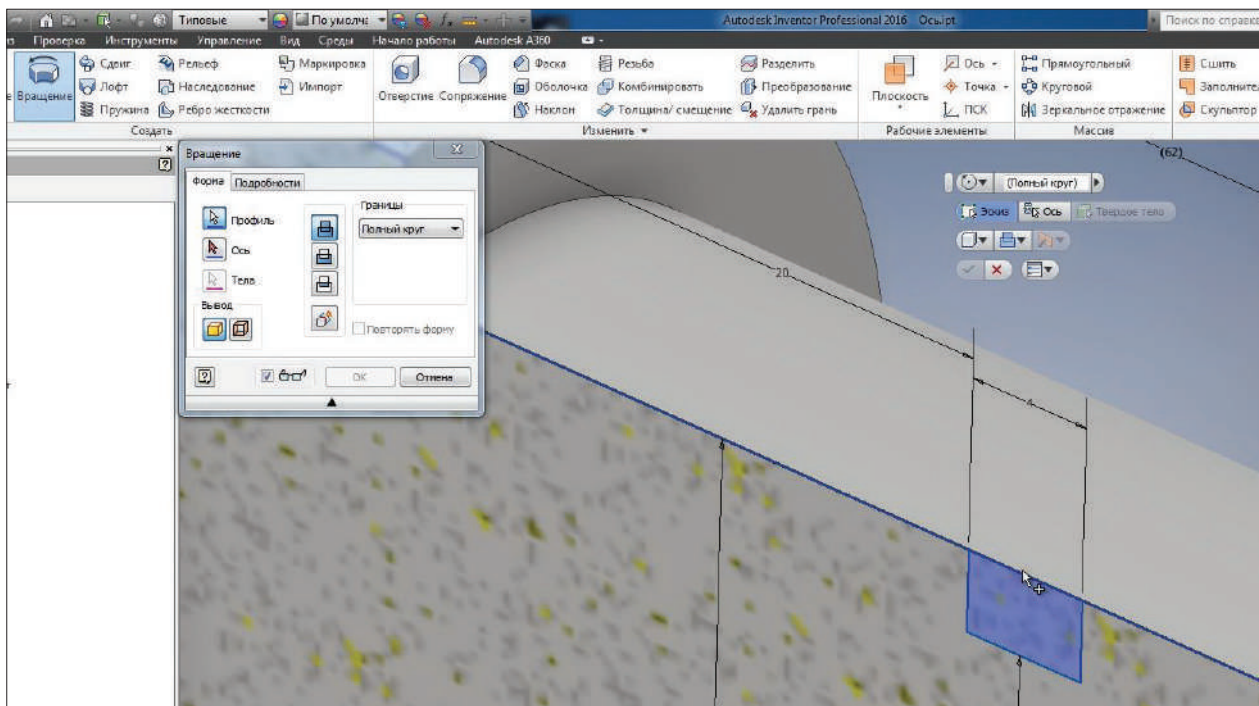 Типовые По умолча Autodesk Inventor Professional 2016 Ось.ipt Поиск по справке
Проверка Инструменты Управление Вид Среды Начало работы Autodesk A360
Сдвиг Рельеф Маркировка Фаска Резьба Разделить Ось Прямоугольный Сшить
Вращение Лофт Наследование Импорт Отверстие Сопряжение Оболочка Комбинировать Преобразование Плоскость Точка Круговой Заполнител
Пружина Ребро жесткости Наклон Толщина/ смещение Удалить грань ПСК Зеркальное отражение Скульптор
Создать Изменить Рабочие элементы Массив
Вращение
Форма Подробности
Профиль
Ось
Тела
Вывод
Границы
Полный круг
Повторять форму
ОК Отмена
(62)
(Полный круг)
Эскиз Ось Твердое тело
20
4